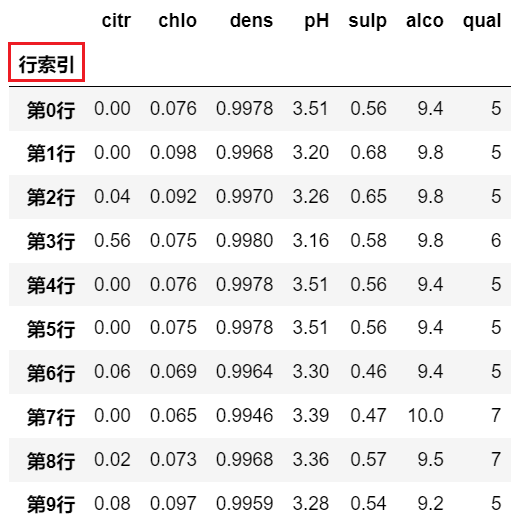 citr chlo dens pH sulp alco qual
行索引
第0行 0.00 0.076 0.9978 3.51 0.56 9.4 5
第1行 0.00 0.098 0.9968 3.20 0.68 9.8 5
第2行 0.04 0.092 0.9970 3.26 0.65 9.8 5
第3行 0.56 0.075 0.9980 3.16 0.58 9.8 6
第4行 0.00 0.076 0.9978 3.51 0.56 9.4 5
第5行 0.00 0.075 0.9978 3.51 0.56 9.4 5
第6行 0.06 0.069 0.9964 3.30 0.46 9.4 5
第7行 0.00 0.065 0.9946 3.39 0.47 10.0 7
第8行 0.02 0.073 0.9968 3.36 0.57 9.5 7
第9行 0.08 0.097 0.9959 3.28 0.54 9.2 5